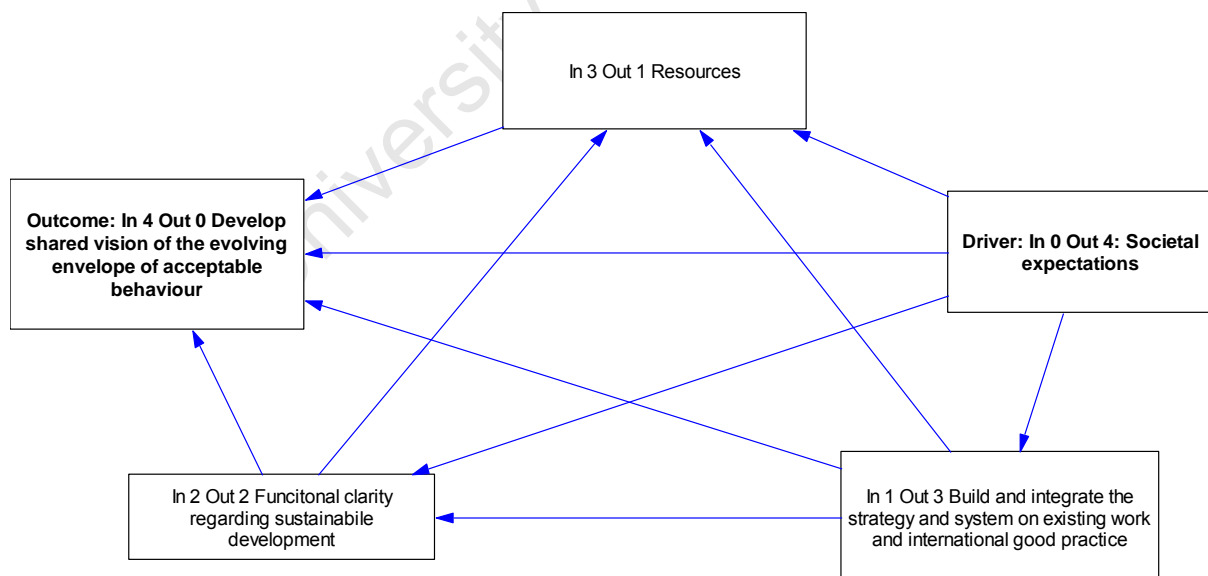 University
In 3 Out 1 Resources
Outcome: In 4 Out 0 Develop
shared vision of the evolving
envelope of acceptable
behaviour
Driver: In 0 Out 4: Societal
expectations
In 2 Out 2 Funcitonal clarity
regarding sustainabile
development
In 1 Out 3 Build and integrate the
strategy and system on existing work
and international good practice